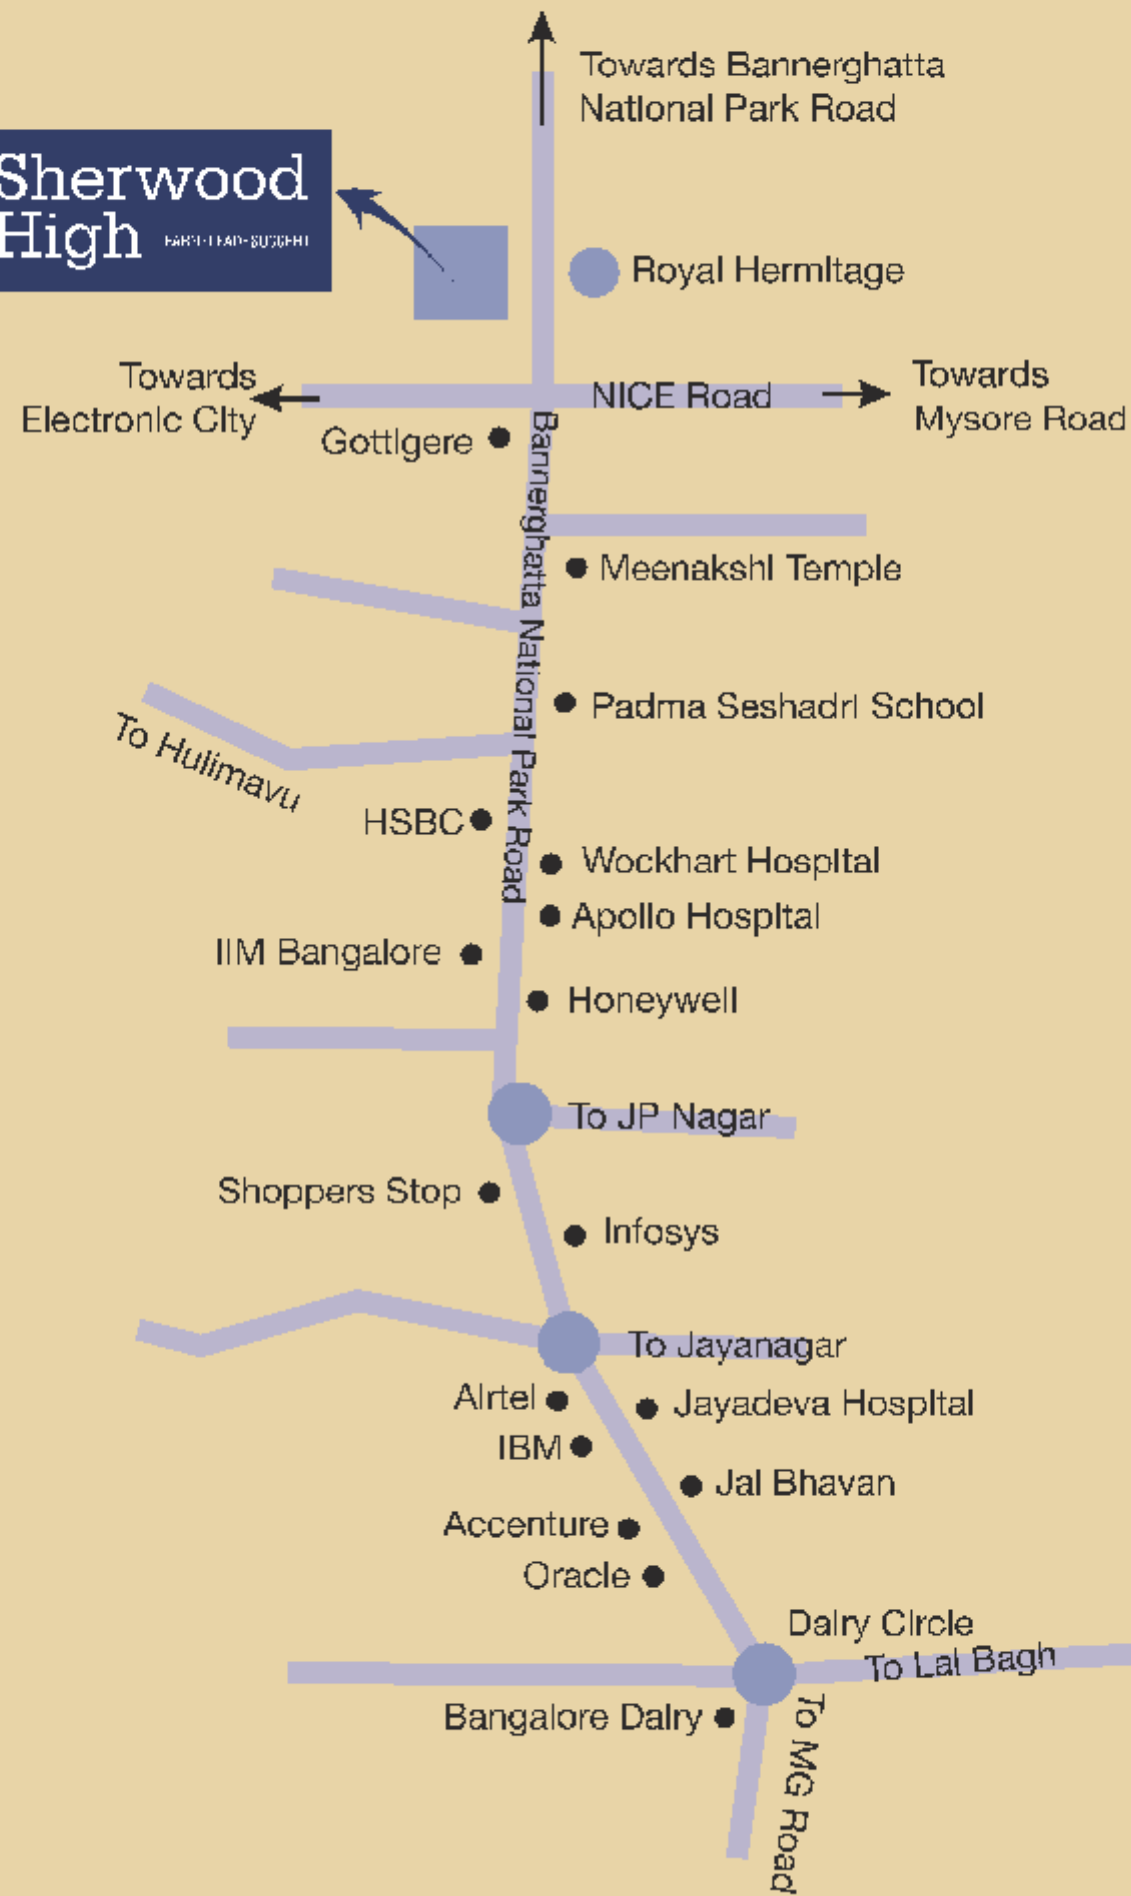 Towards Bannerghatta
National Park Road
Sherwood
High
Royal Hermitage
Towards
Electronic City
NICE Road
Towards
Mysore Road
Gottigere
Bannerghatta National Park Road
Meenakshi Temple
Padma Seshadri School
To Hulimavu
HSBC
Wockhart Hospital
Apollo Hospital
IIM Bangalore
Honeywell
To JP Nagar
Shoppers Stop
Infosys
To Jayanagar
Airtel
Jayadeva Hospital
IBM
Jal Bhavan
Accenture
Oracle
Dairy Circle
To Lal Bagh
Bangalore Dairy
To MG Road